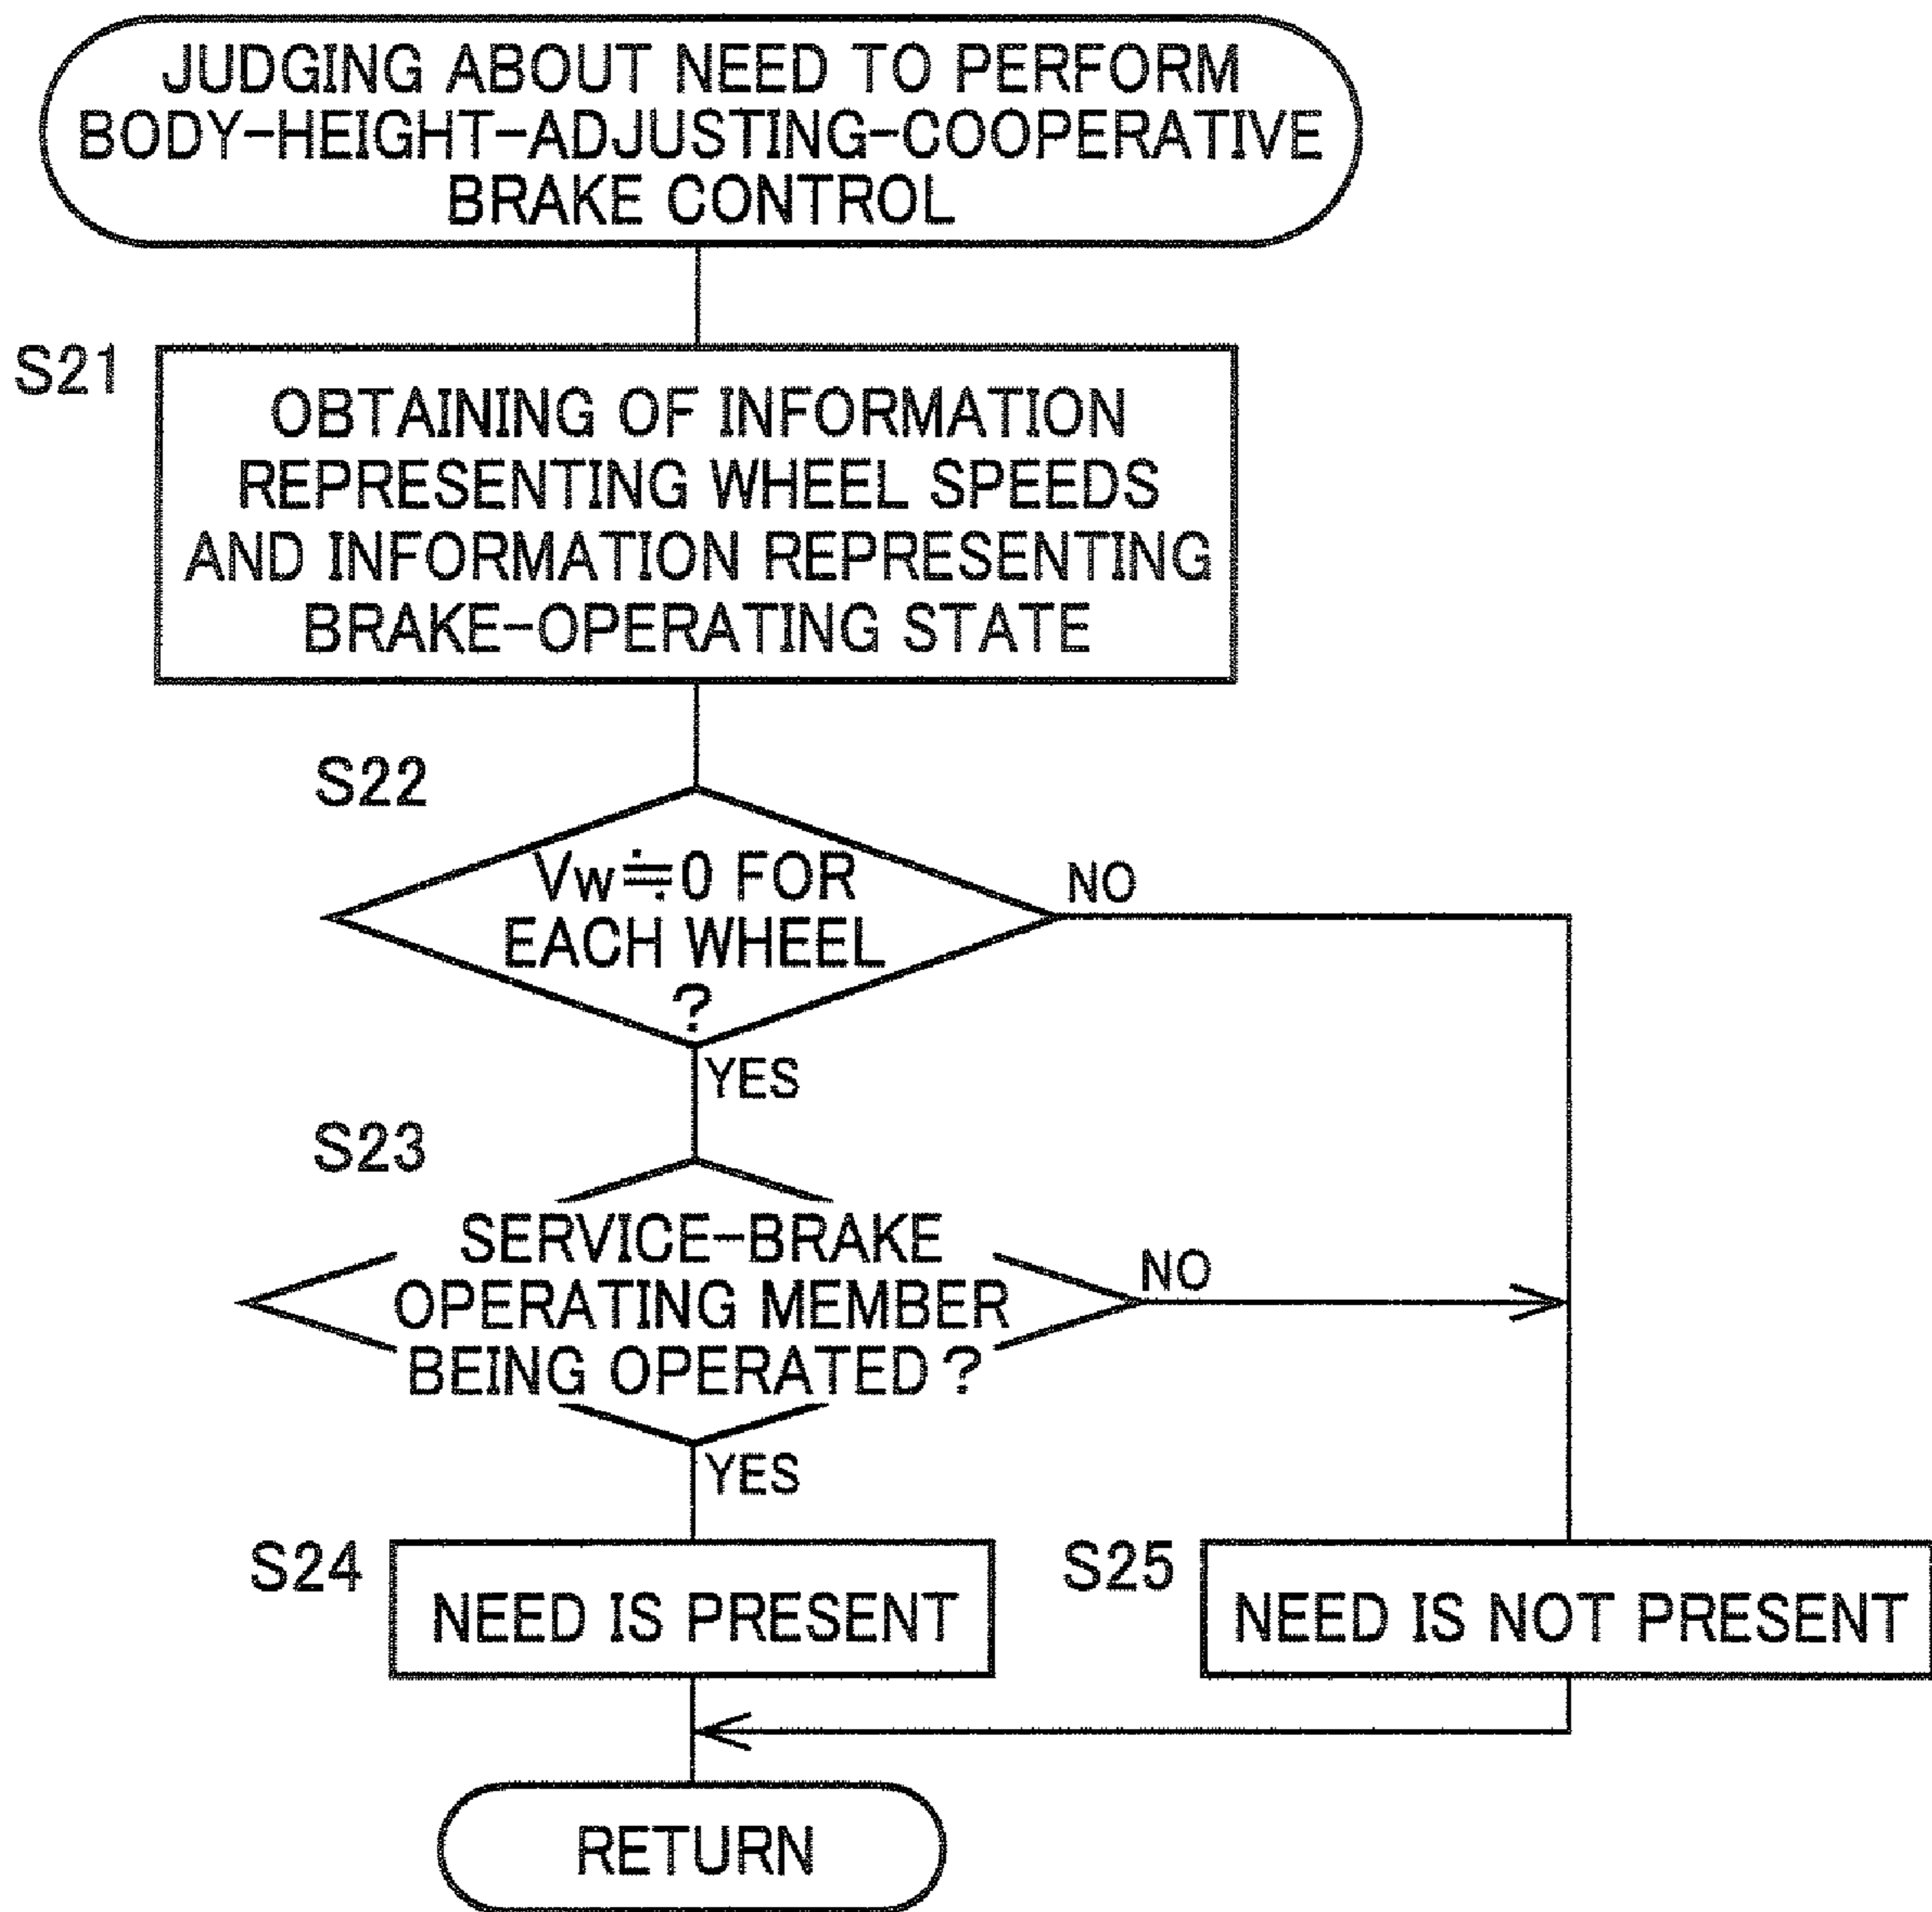 JUDGING ABOUT NEED TO PERFORM
BODY-HEIGHT-ADJUSTING-COOPERATIVE
BRAKE CONTROL
S21
OBTAINING OF INFORMATION
REPRESENTING WHEEL SPEEDS
AND INFORMATION REPRESENTING
BRAKE-OPERATING STATE
S22
Vw≒0 FOR
EACH WHEEL
?
NO
YES
S23
SERVICE-BRAKE
OPERATING MEMBER
BEING OPERATED?
NO
YES
S24
NEED IS PRESENT
S25
NEED IS NOT PRESENT
RETURN